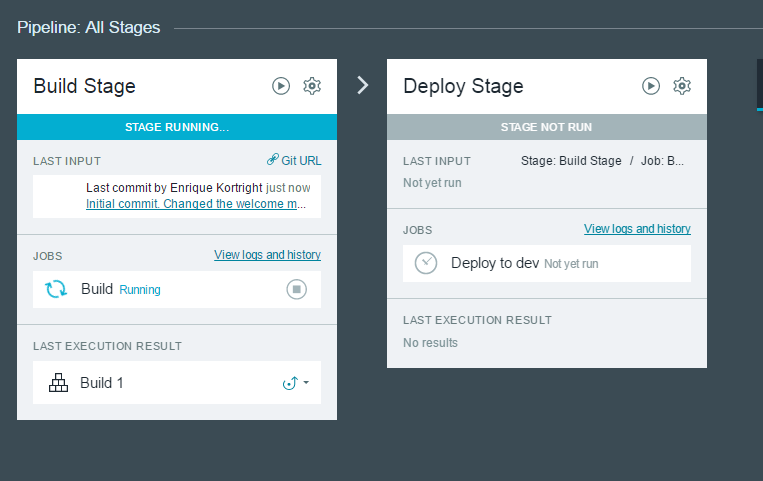 Pipeline: All Stages
Build Stage
STAGE RUNNING...
LAST INPUT
Git URL
Last commit by Enrique Kortright just now
Initial commit. Changed the welcome m...
JOBS
View logs and history
Build Running
LAST EXECUTION RESULT
Build 1
Deploy Stage
STAGE NOT RUN
LAST INPUT
Stage: Build Stage / Job: B...
Not yet run
JOBS
View logs and history
Deploy to dev Not yet run
LAST EXECUTION RESULT
No results